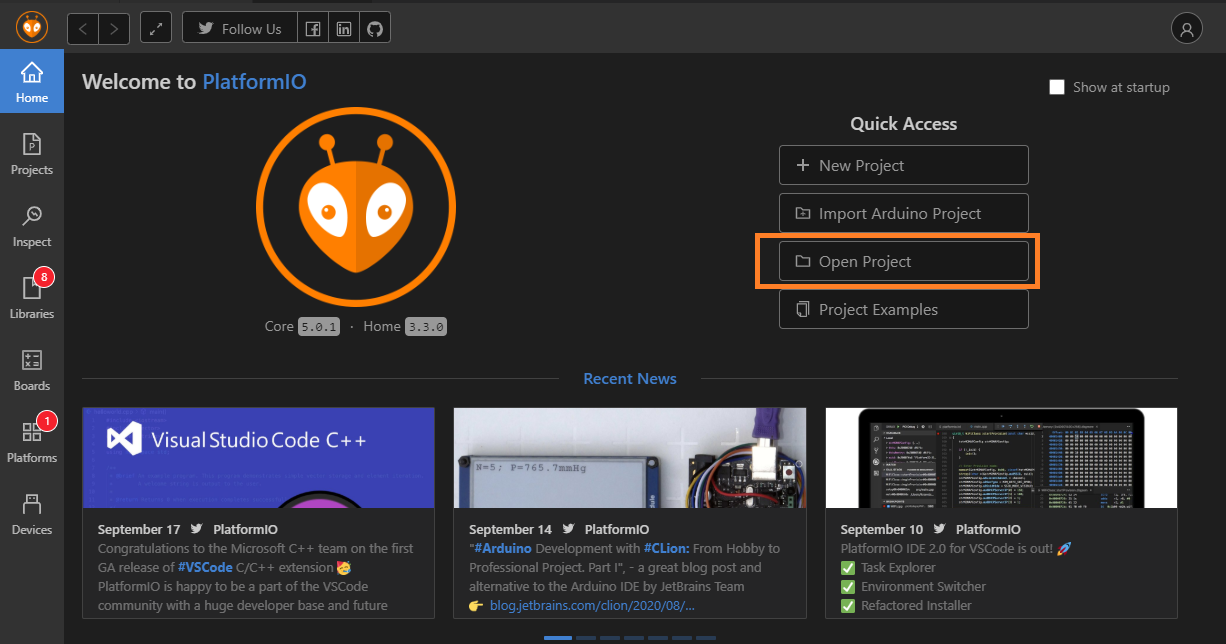 Follow Us
Home
Projects
Inspect
8
Libraries
Boards
1
Platforms
Devices
Welcome to PlatformIO
Show at startup
Core 5.0.1 · Home 3.3.0
Quick Access
New Project
Import Arduino Project
Open Project
Project Examples
Recent News
Visual Studio Code C++
September 17 PlatformIO
Congratulations to the Microsoft C++ team on the first
GA release of #VSCode C/C++ extension 🥳
PlatformIO is happy to be a part of the VSCode
community with a huge developer base and future
N=5; P=765.7mmHg
September 14 PlatformIO
"#Arduino Development with #CLion: From Hobby to
Professional Project. Part I", - a great blog post and
alternative to the Arduino IDE by JetBrains Team
👉 blog.jetbrains.com/clion/2020/08/...
September 10 PlatformIO
PlatformIO IDE 2.0 for VSCode is out! 🚀
✅ Task Explorer
✅ Environment Switcher
✅ Refactored Installer